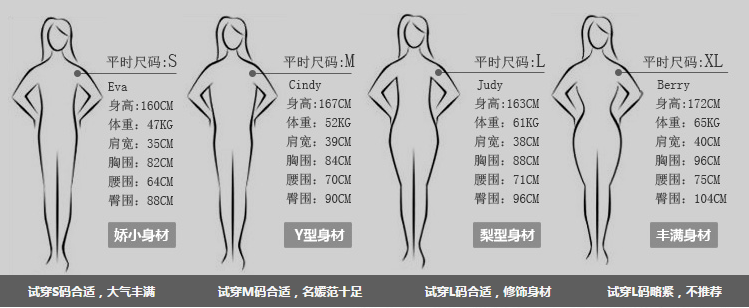 平时尺码:S
Eva
身高:160CM
体重: 47KG
肩宽: 35CM
胸围: 82CM
腰围: 64CM
臀围: 88CM
娇小身材
试穿S码合适，大气丰满
平时尺码:M
Cindy
身高:167CM
体重: 52KG
肩宽: 39CM
胸围: 84CM
腰围: 70CM
臀围: 90CM
Y型身材
试穿M码合适，名媛范十足
平时尺码:L
Judy
身高:163CM
体重: 61KG
肩宽: 38CM
胸围: 88CM
腰围: 71CM
臀围: 96CM
梨型身材
试穿L码合适，修饰身材
平时尺码:XL
Berry
身高:172CM
体重: 65KG
肩宽: 40CM
胸围: 96CM
腰围: 75CM
臀围: 104CM
丰满身材
试穿L码略紧，不推荐